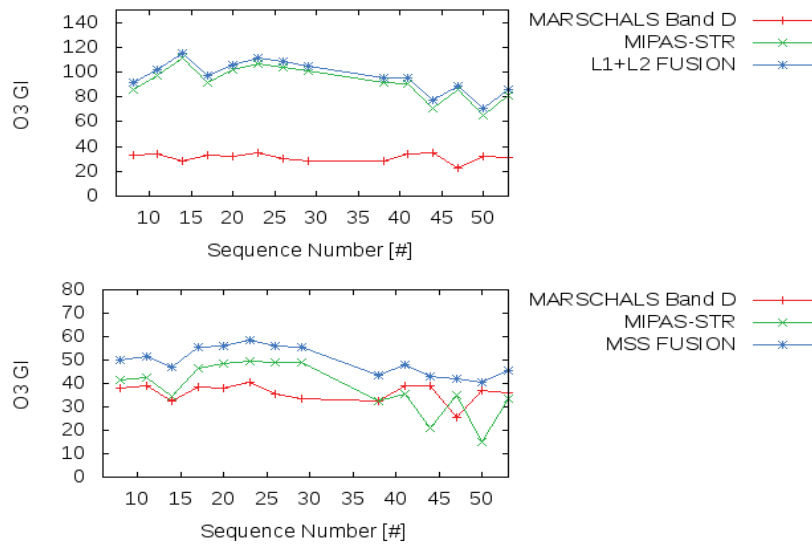 140
120
100
80
60
40
20
0
O3 GI
10 15 20 25 30 35 40 45 50
Sequence Number [#]
MARSCHALS Band D
MIPAS-STR
L1+L2 FUSION
80
70
60
50
40
30
20
10
0
O3 GI
10 15 20 25 30 35 40 45 50
Sequence Number [#]
MARSCHALS Band D
MIPAS-STR
MSS FUSION